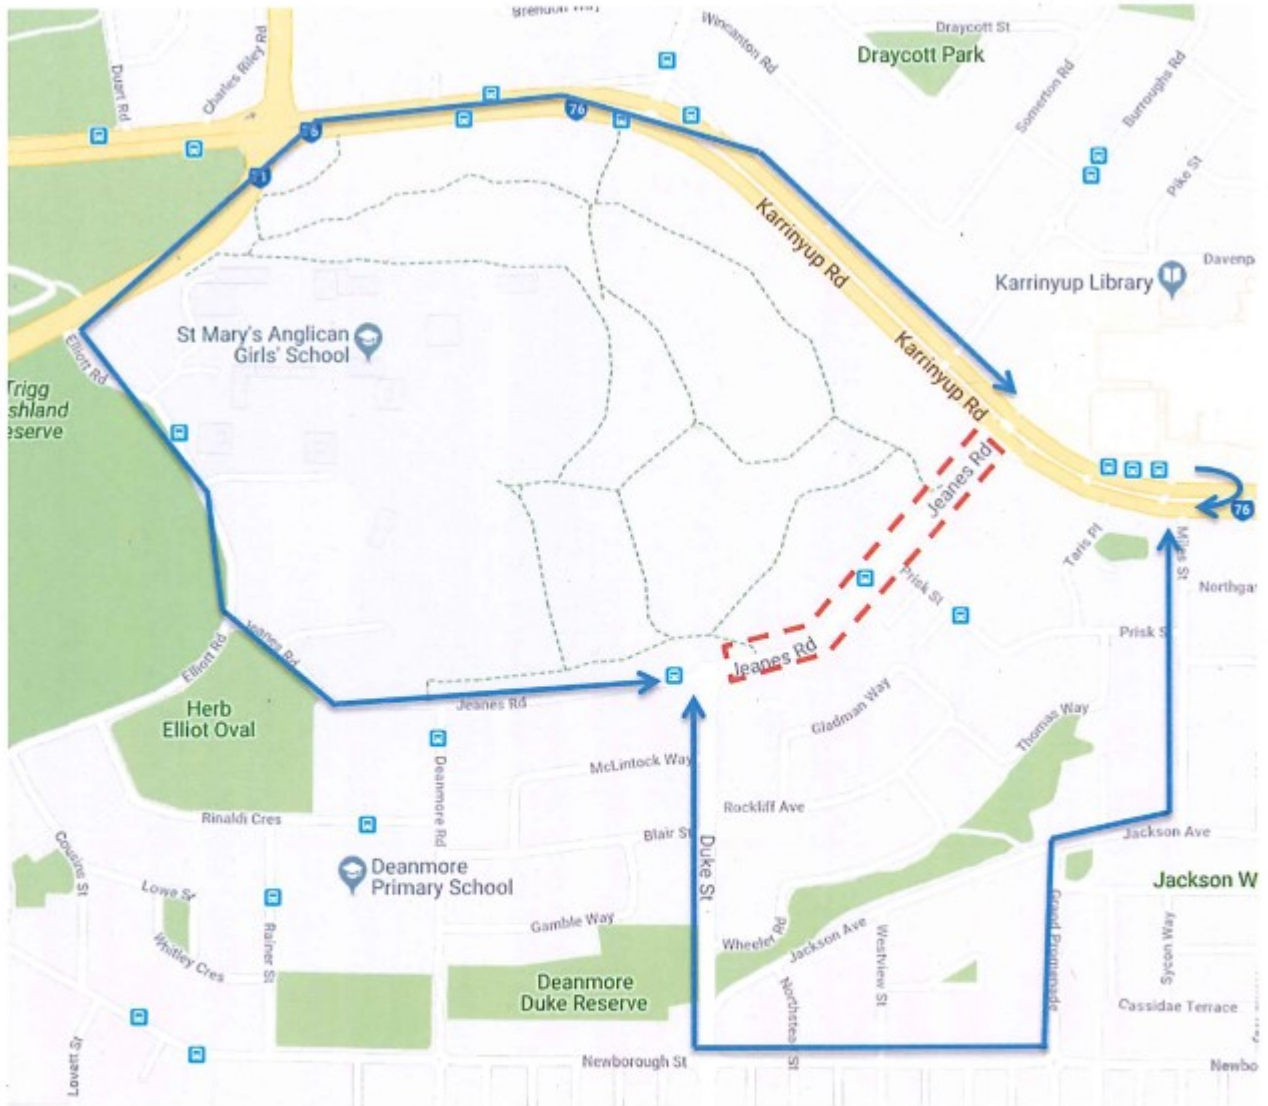 Wincanton Rd
Draycott St
Draycott Park
Duart Rd
Charles Riley Rd
Somerton Rd
Burroughs Rd
Pike St
76
76
Karrinyup Rd
Davenp
Karrinyup Library
St Mary's Anglican
Girls' School
Elliott Rd
Karrinyup Rd
Trigg
shland
eserve
Jeanes Rd
76
Taris Pl
Miles St
Prisk St
Northga
Prisk S
Jeanes Rd
Elliott Rd
Jeanes Rd
Jeanes Rd
Gladman Way
Thomas Way
Herb
Elliot Oval
McLintock Way
Deanmore Rd
Rockliff Ave
Rinaldi Cres
Blair St
Duke St
Jackson Ave
Cousins St
Deanmore
Primary School
Jackson W
Lowe St
Gamble Way
Grand Promenade
Wheeler Rd
Jackson Ave
Westview St
Sycon Way
Whitley Cres
Rainer St
Deanmore
Duke Reserve
Northstead St
Cassidae Terrace
Lovett St
Newborough St
Newbo